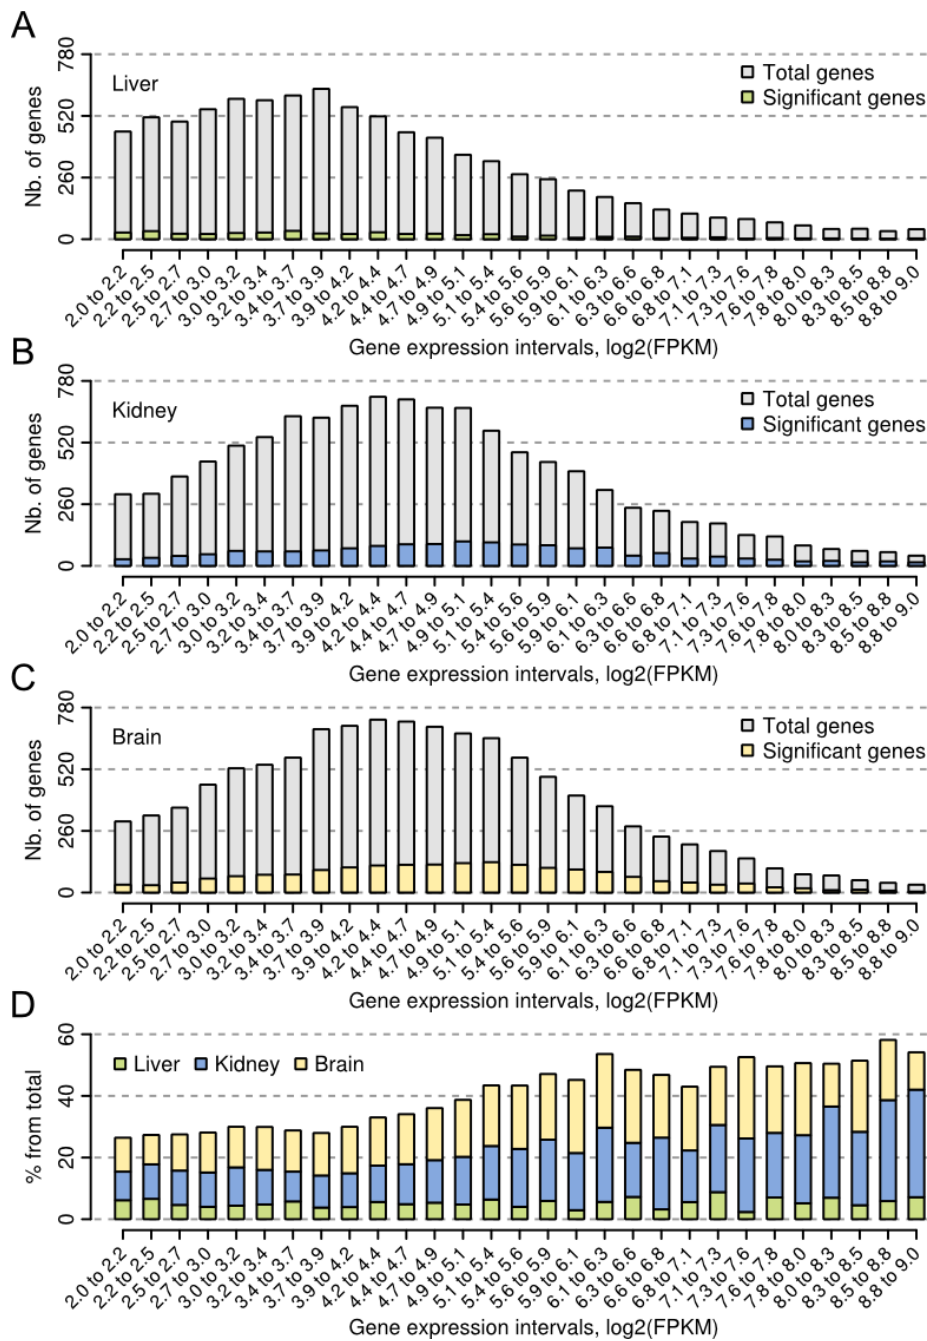 A
Nb. of genes
0 260 520 780
Liver
Total genes
Significant genes
2.0 to 2.2
2.2 to 2.5
2.5 to 2.7
2.7 to 3.0
3.0 to 3.2
3.2 to 3.4
3.4 to 3.7
3.7 to 3.9
3.9 to 4.2
4.2 to 4.4
4.4 to 4.7
4.7 to 4.9
4.9 to 5.1
5.1 to 5.4
5.4 to 5.6
5.6 to 5.9
5.9 to 6.1
6.1 to 6.3
6.3 to 6.6
6.6 to 6.8
6.8 to 7.1
7.1 to 7.3
7.3 to 7.6
7.6 to 7.8
7.8 to 8.0
8.0 to 8.3
8.3 to 8.5
8.5 to 8.8
8.8 to 9.0
Gene expression intervals, log2(FPKM)
B
Nb. of genes
0 260 520 780
Kidney
Total genes
Significant genes
2.0 to 2.2
2.2 to 2.5
2.5 to 2.7
2.7 to 3.0
3.0 to 3.2
3.2 to 3.4
3.4 to 3.7
3.7 to 3.9
3.9 to 4.2
4.2 to 4.4
4.4 to 4.7
4.7 to 4.9
4.9 to 5.1
5.1 to 5.4
5.4 to 5.6
5.6 to 5.9
5.9 to 6.1
6.1 to 6.3
6.3 to 6.6
6.6 to 6.8
6.8 to 7.1
7.1 to 7.3
7.3 to 7.6
7.6 to 7.8
7.8 to 8.0
8.0 to 8.3
8.3 to 8.5
8.5 to 8.8
8.8 to 9.0
Gene expression intervals, log2(FPKM)
C
Nb. of genes
0 260 520 780
Brain
Total genes
Significant genes
2.0 to 2.2
2.2 to 2.5
2.5 to 2.7
2.7 to 3.0
3.0 to 3.2
3.2 to 3.4
3.4 to 3.7
3.7 to 3.9
3.9 to 4.2
4.2 to 4.4
4.4 to 4.7
4.7 to 4.9
4.9 to 5.1
5.1 to 5.4
5.4 to 5.6
5.6 to 5.9
5.9 to 6.1
6.1 to 6.3
6.3 to 6.6
6.6 to 6.8
6.8 to 7.1
7.1 to 7.3
7.3 to 7.6
7.6 to 7.8
7.8 to 8.0
8.0 to 8.3
8.3 to 8.5
8.5 to 8.8
8.8 to 9.0
Gene expression intervals, log2(FPKM)
D
% from total
0 20 40 60
Liver Kidney Brain
2.0 to 2.2
2.2 to 2.5
2.5 to 2.7
2.7 to 3.0
3.0 to 3.2
3.2 to 3.4
3.4 to 3.7
3.7 to 3.9
3.9 to 4.2
4.2 to 4.4
4.4 to 4.7
4.7 to 4.9
4.9 to 5.1
5.1 to 5.4
5.4 to 5.6
5.6 to 5.9
5.9 to 6.1
6.1 to 6.3
6.3 to 6.6
6.6 to 6.8
6.8 to 7.1
7.1 to 7.3
7.3 to 7.6
7.6 to 7.8
7.8 to 8.0
8.0 to 8.3
8.3 to 8.5
8.5 to 8.8
8.8 to 9.0
Gene expression intervals, log2(FPKM)